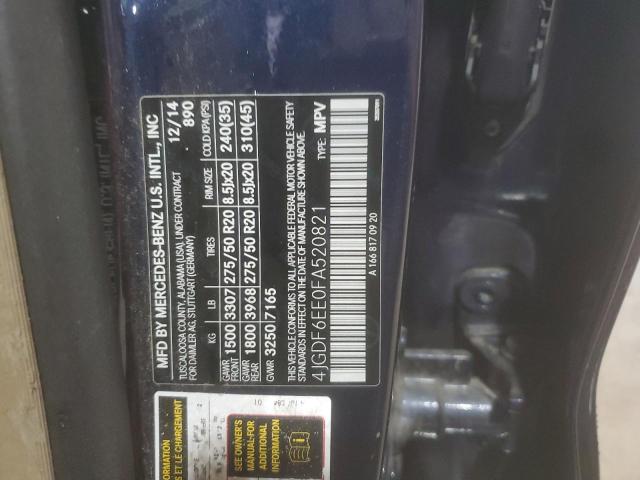 MFD BY MERCEDES-BENZ U.S. INTL., INC
TUSCALOOSA COUNTY, ALABAMA (USA), UNDER CONTRACT 12/14
FOR DAIMLER AG, STUTTGART (GERMANY) 890
KG LB TIRES RIM SIZE COLD KPA(PSI)
GAWR FRONT 1500 3307 275/50 R20 8.5Jx20 240(35)
GAWR REAR 1800 3968 275/50 R20 8.5Jx20 310(45)
GVWR 3250 7165
THIS VEHICLE CONFORMS TO ALL APPLICABLE FEDERAL MOTOR VEHICLE SAFETY
STANDARDS IN EFFECT ON THE DATE OF MANUFACTURE SHOWN ABOVE.
4JGDF6EE0FA520821 TYPE: MPV
A 166 817 09 20
INFORMATION
ET LE CHARGEMENT
SEE OWNER'S
MANUAL FOR
ADDITIONAL
INFORMATION